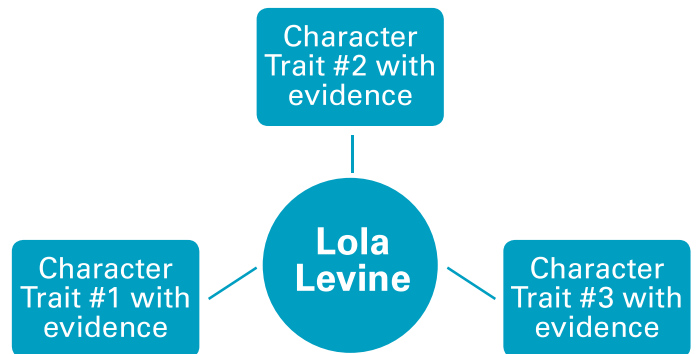 Character
Trait #2 with
evidence
Lola
Levine
Character
Trait #1 with
evidence
Character
Trait #3 with
evidence